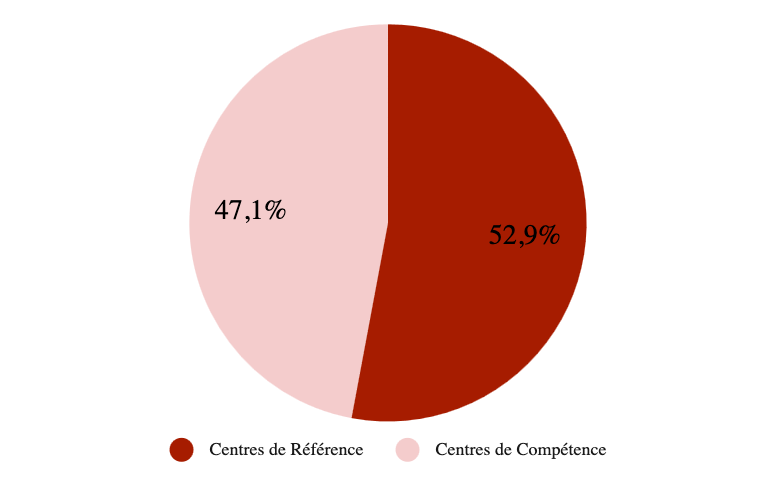 47,1%
52,9%
Centres de Référence
Centres de Compétence